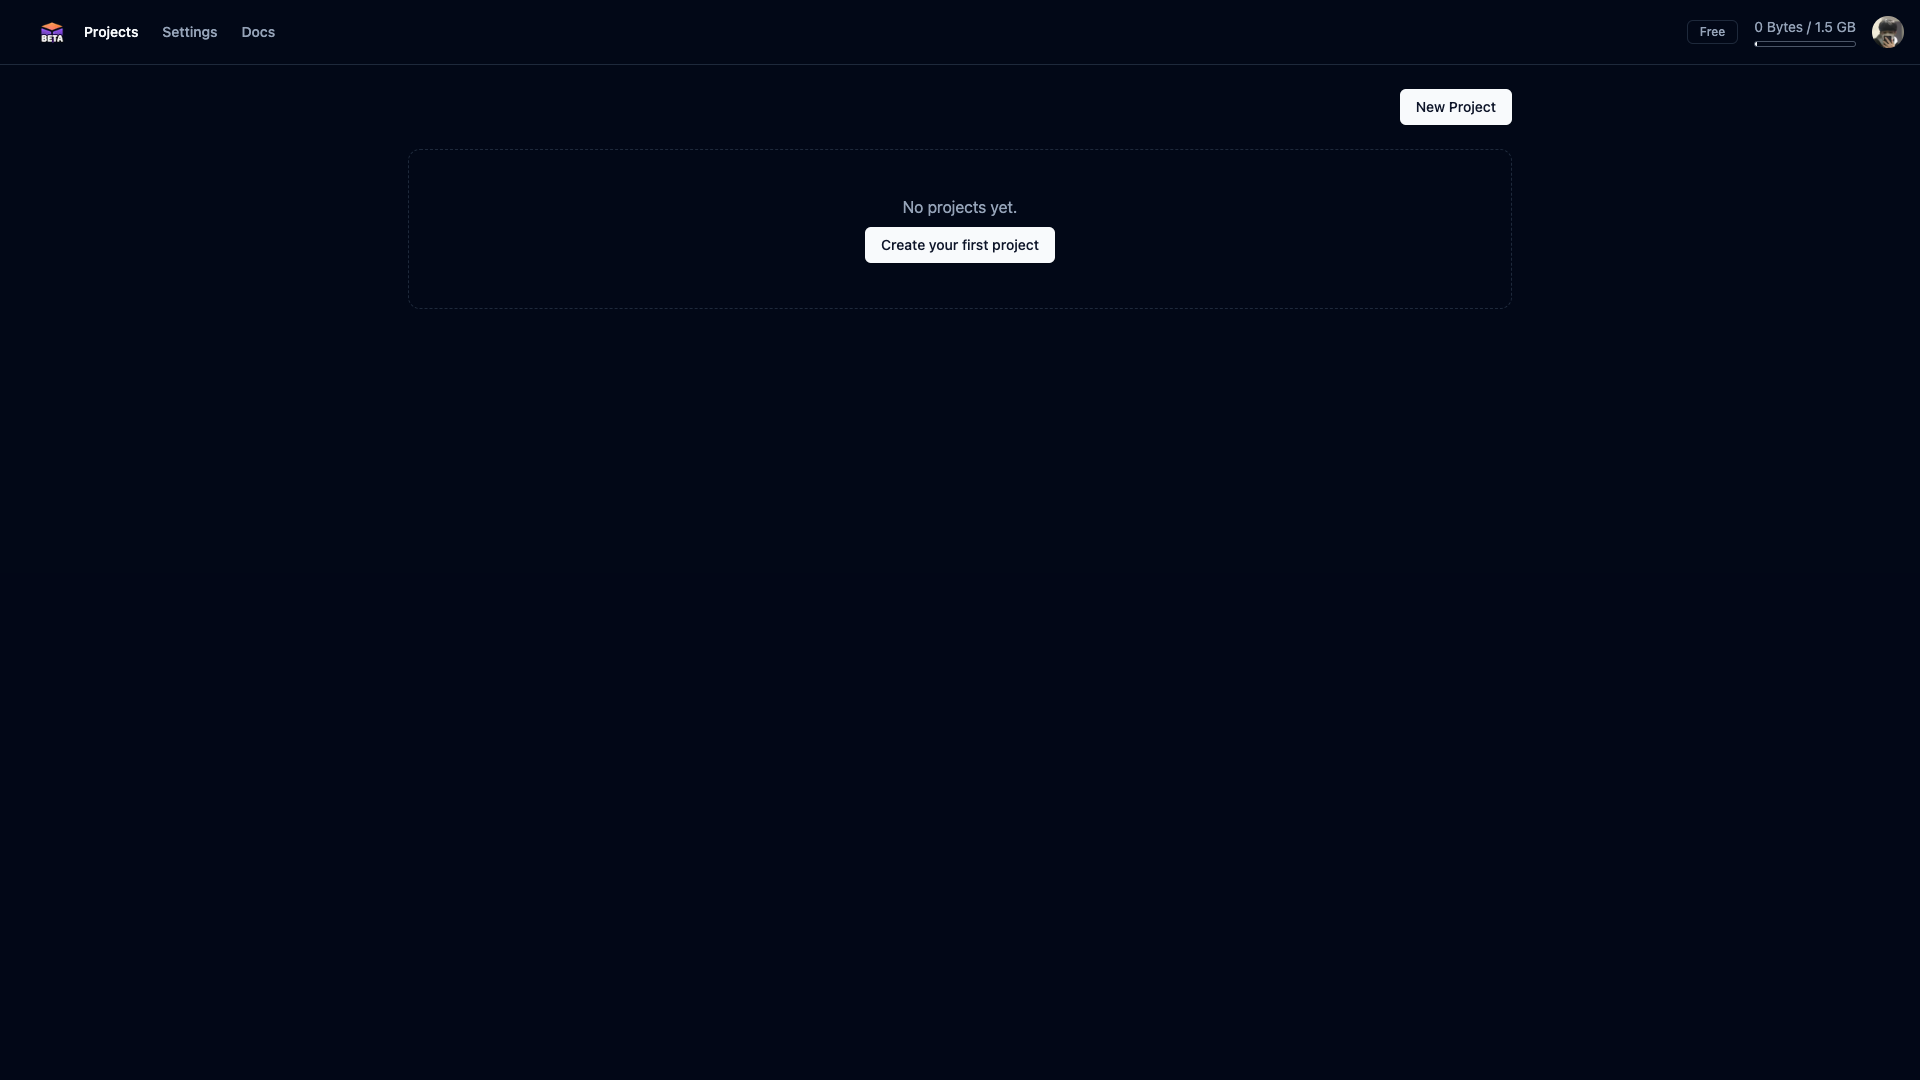 BETA
Projects
Settings
Docs
Free
0 Bytes / 1.5 GB
New Project
No projects yet.
Create your first project